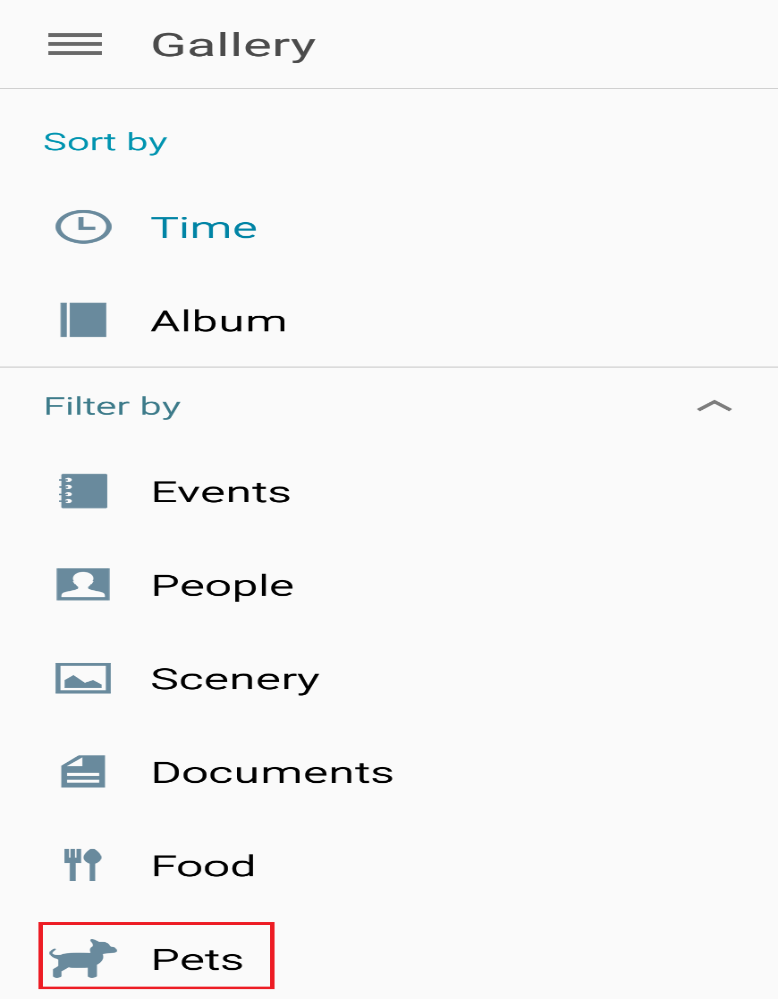 Gallery
Sort by
Time
Album
Filter by
Events
People
Scenery
Documents
Food
Pets